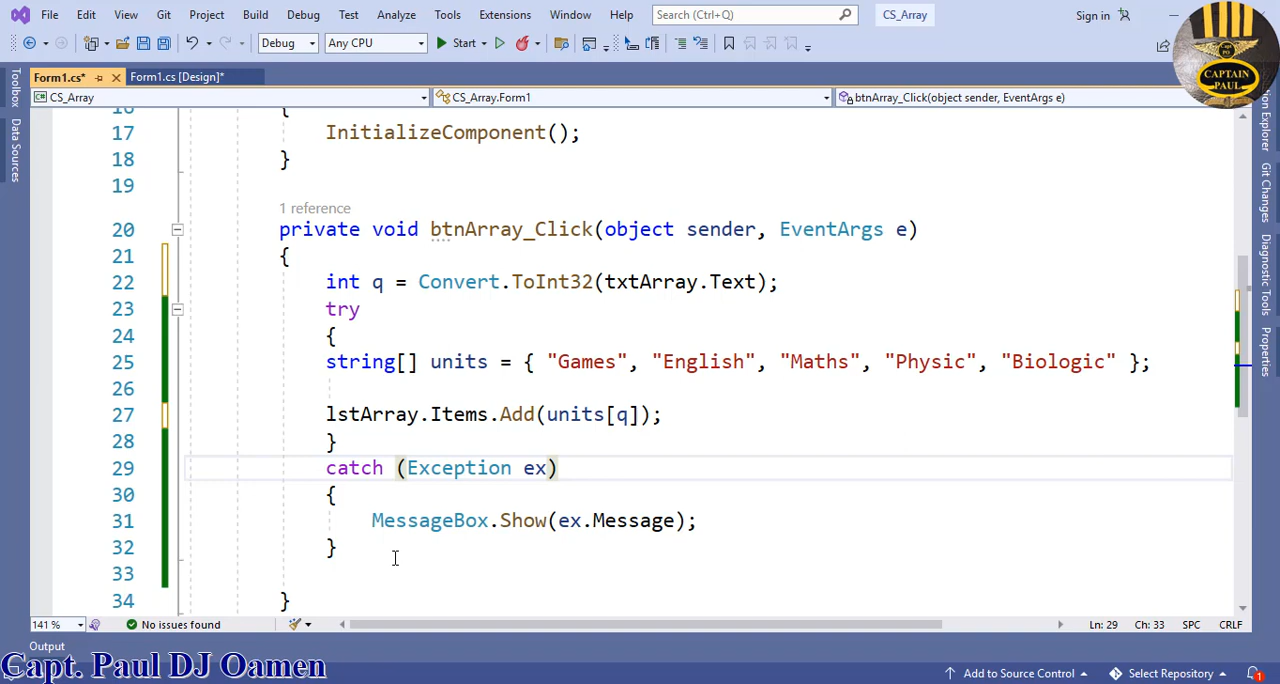 File Edit View Git Project Build Debug Test Analyze Tools Extensions Window Help Search (Ctrl+Q) CS_Array Sign in
Debug Any CPU Start
Form1.cs* Form1.cs [Design]*
CS_Array CS_Array.Form1 btnArray_Click(object sender, EventArgs e)
CAPTAIN
PAUL
Toolbox
Data Sources
Git Changes
Diagnostic Tools
Properties
16 {
17 InitializeComponent();
18 }
19
1 reference
20 private void btnArray_Click(object sender, EventArgs e)
21 {
22 int q = Convert.ToInt32(txtArray.Text);
23 try
24 {
25 string[] units = { "Games", "English", "Maths", "Physic", "Biologic" };
26
27 lstArray.Items.Add(units[q]);
28 }
29 catch (Exception ex)
30 {
31 MessageBox.Show(ex.Message);
32 }
33
34 }
141 % No issues found Ln: 29 Ch: 33 SPC CRLF
Output
Capt. Paul DJ Oamen
Add to Source Control Select Repository 1